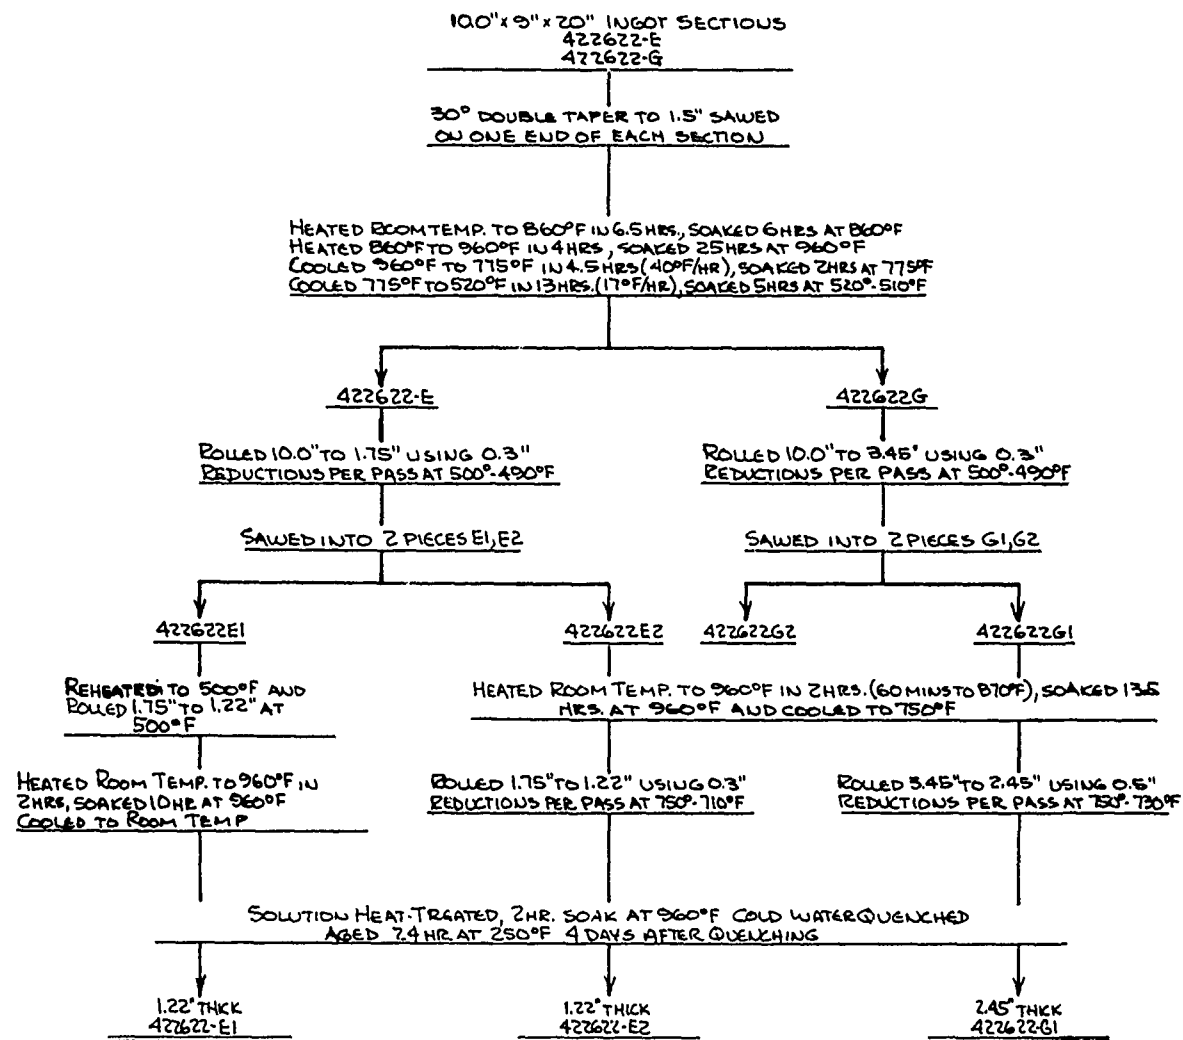 10.0" x 9" x 20" INGOT SECTIONS
422622-E
422622-G
30° DOUBLE TAPER TO 1.5" SAWED
ON ONE END OF EACH SECTION
HEATED ROOM TEMP. TO 860°F IN 6.5 HRS., SOAKED 6 HRS AT 860°F
HEATED 860°F TO 960°F IN 4 HRS, SOAKED 25 HRS AT 960°F
COOLED 960°F TO 775°F IN 4.5 HRS (40°F/HR), SOAKED 2 HRS AT 775°F
COOLED 775°F TO 520°F IN 13 HRS. (17°F/HR), SOAKED 5 HRS AT 520°-510°F
422622-E
422622G
ROLLED 10.0" TO 1.75" USING 0.3"
REDUCTIONS PER PASS AT 500°-490°F
ROLLED 10.0" TO 3.45" USING 0.3"
REDUCTIONS PER PASS AT 500°-490°F
SAWED INTO 2 PIECES E1, E2
SAWED INTO 2 PIECES G1, G2
422622E1
422622E2
422622G2
422622G1
REHEATED TO 500°F AND
ROLLED 1.75" TO 1.22" AT
500°F
HEATED ROOM TEMP. TO 960°F IN 2 HRS. (60 MINS TO 870°F), SOAKED 13.5
HRS. AT 960°F AND COOLED TO 750°F
HEATED ROOM TEMP. TO 960°F IN
2 HRS, SOAKED 10 HR AT 960°F
COOLED TO ROOM TEMP
ROLLED 1.75" TO 1.22" USING 0.3"
REDUCTIONS PER PASS AT 750°-710°F
ROLLED 3.45" TO 2.45" USING 0.5"
REDUCTIONS PER PASS AT 750°-730°F
SOLUTION HEAT-TREATED, 2 HR. SOAK AT 960°F COLD WATER QUENCHED
AGED 24 HR AT 250°F 4 DAYS AFTER QUENCHING
1.22" THICK
422622-E1
1.22" THICK
422622-E2
2.45" THICK
422622-G1